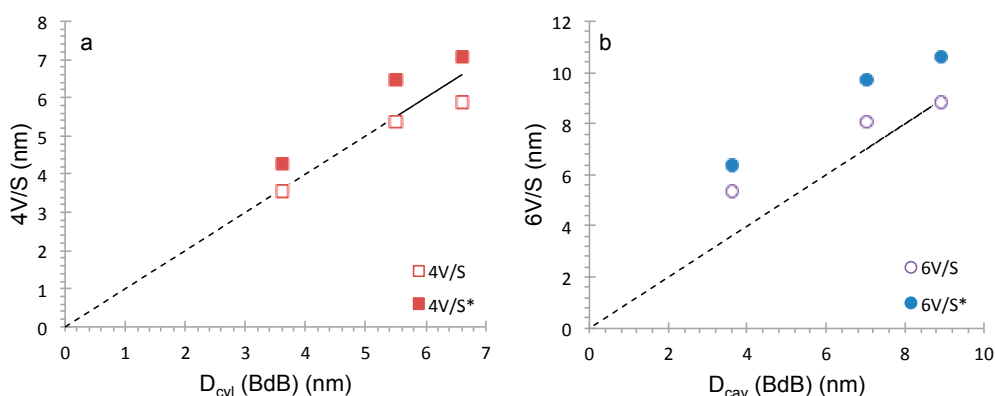 a
8
7
6
5
4
3
2
1
0
4V/S (nm)
0 1 2 3 4 5 6 7
D_cyl (BdB) (nm)
4V/S
4V/S*
b
12
10
8
6
4
2
0
6V/S (nm)
0 2 4 6 8 10
D_cav (BdB) (nm)
6V/S
6V/S*